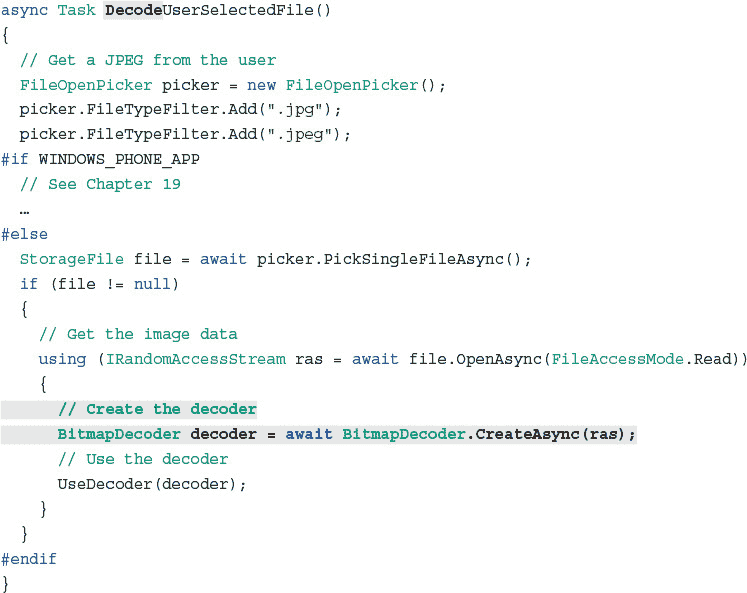 async Task DecodeUserSelectedFile()
{
  // Get a JPEG from the user
  FileOpenPicker picker = new FileOpenPicker();
  picker.FileTypeFilter.Add(".jpg");
  picker.FileTypeFilter.Add(".jpeg");
#if WINDOWS_PHONE_APP
  // See Chapter 19
  …
#else
  StorageFile file = await picker.PickSingleFileAsync();
  if (file != null)
  {
    // Get the image data
    using (IRandomAccessStream ras = await file.OpenAsync(FileAccessMode.Read))
    {
      // Create the decoder
      BitmapDecoder decoder = await BitmapDecoder.CreateAsync(ras);
      // Use the decoder
      UseDecoder(decoder);
    }
  }
#endif
}